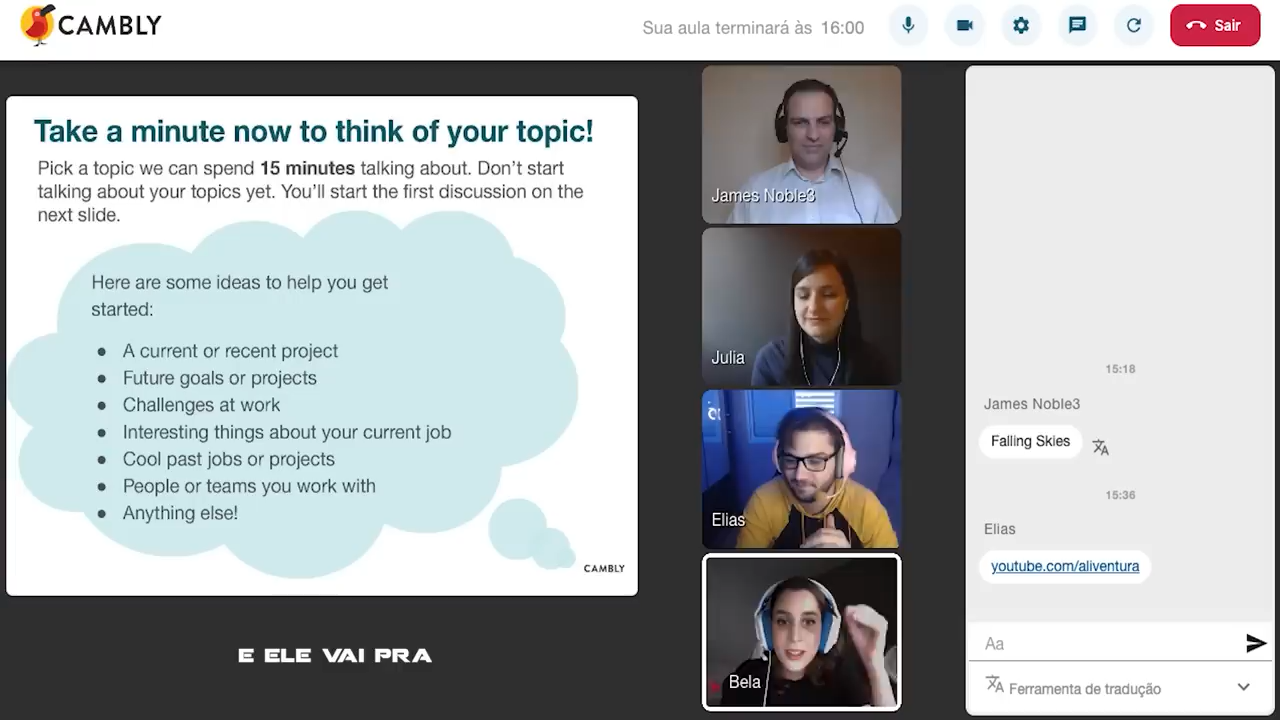 CAMBLY
Sua aula terminará às 16:00
Sair
Take a minute now to think of your topic!
Pick a topic we can spend 15 minutes talking about. Don't start
talking about your topics yet. You'll start the first discussion on the
next slide.
Here are some ideas to help you get
started:
● A current or recent project
● Future goals or projects
● Challenges at work
● Interesting things about your current job
● Cool past jobs or projects
● People or teams you work with
● Anything else!
CAMBLY
E ELE VAI PRA
James Noble3
Julia
Elias
Bela
15:18
James Noble3
Falling Skies
15:36
Elias
youtube.com/aliventura
Aa
Ferramenta de tradução